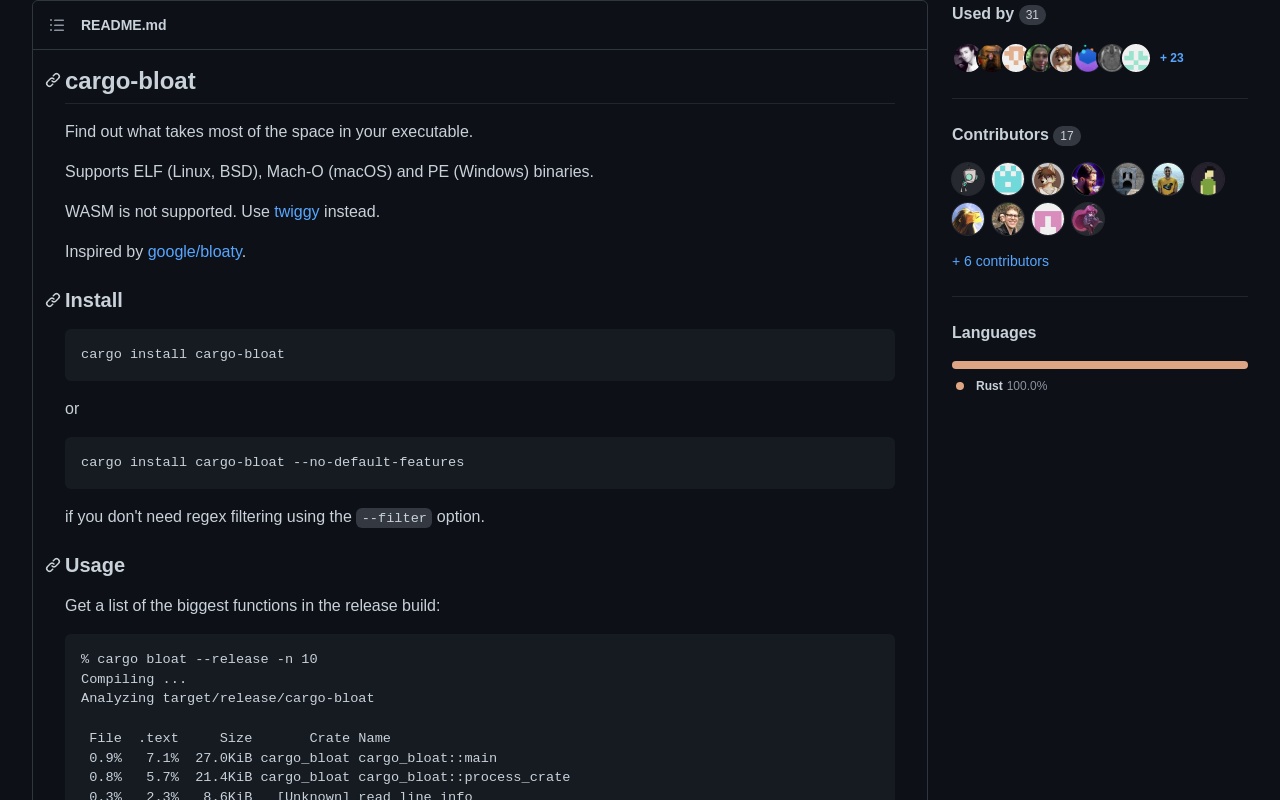 README.md
cargo-bloat
Find out what takes most of the space in your executable.
Supports ELF (Linux, BSD), Mach-O (macOS) and PE (Windows) binaries.
WASM is not supported. Use twiggy instead.
Inspired by google/bloaty.
Install
cargo install cargo-bloat
or
cargo install cargo-bloat --no-default-features
if you don't need regex filtering using the --filter option.
Usage
Get a list of the biggest functions in the release build:
% cargo bloat --release -n 10
Compiling ...
Analyzing target/release/cargo-bloat
File  .text     Size       Crate Name
0.9%   7.1%  27.0KiB cargo_bloat cargo_bloat::main
0.8%   5.7%  21.4KiB cargo_bloat cargo_bloat::process_crate
0.3%   2.3%   8.6KiB   [Unknown] read_line_info
Used by 31
+ 23
Contributors 17
+ 6 contributors
Languages
Rust 100.0%